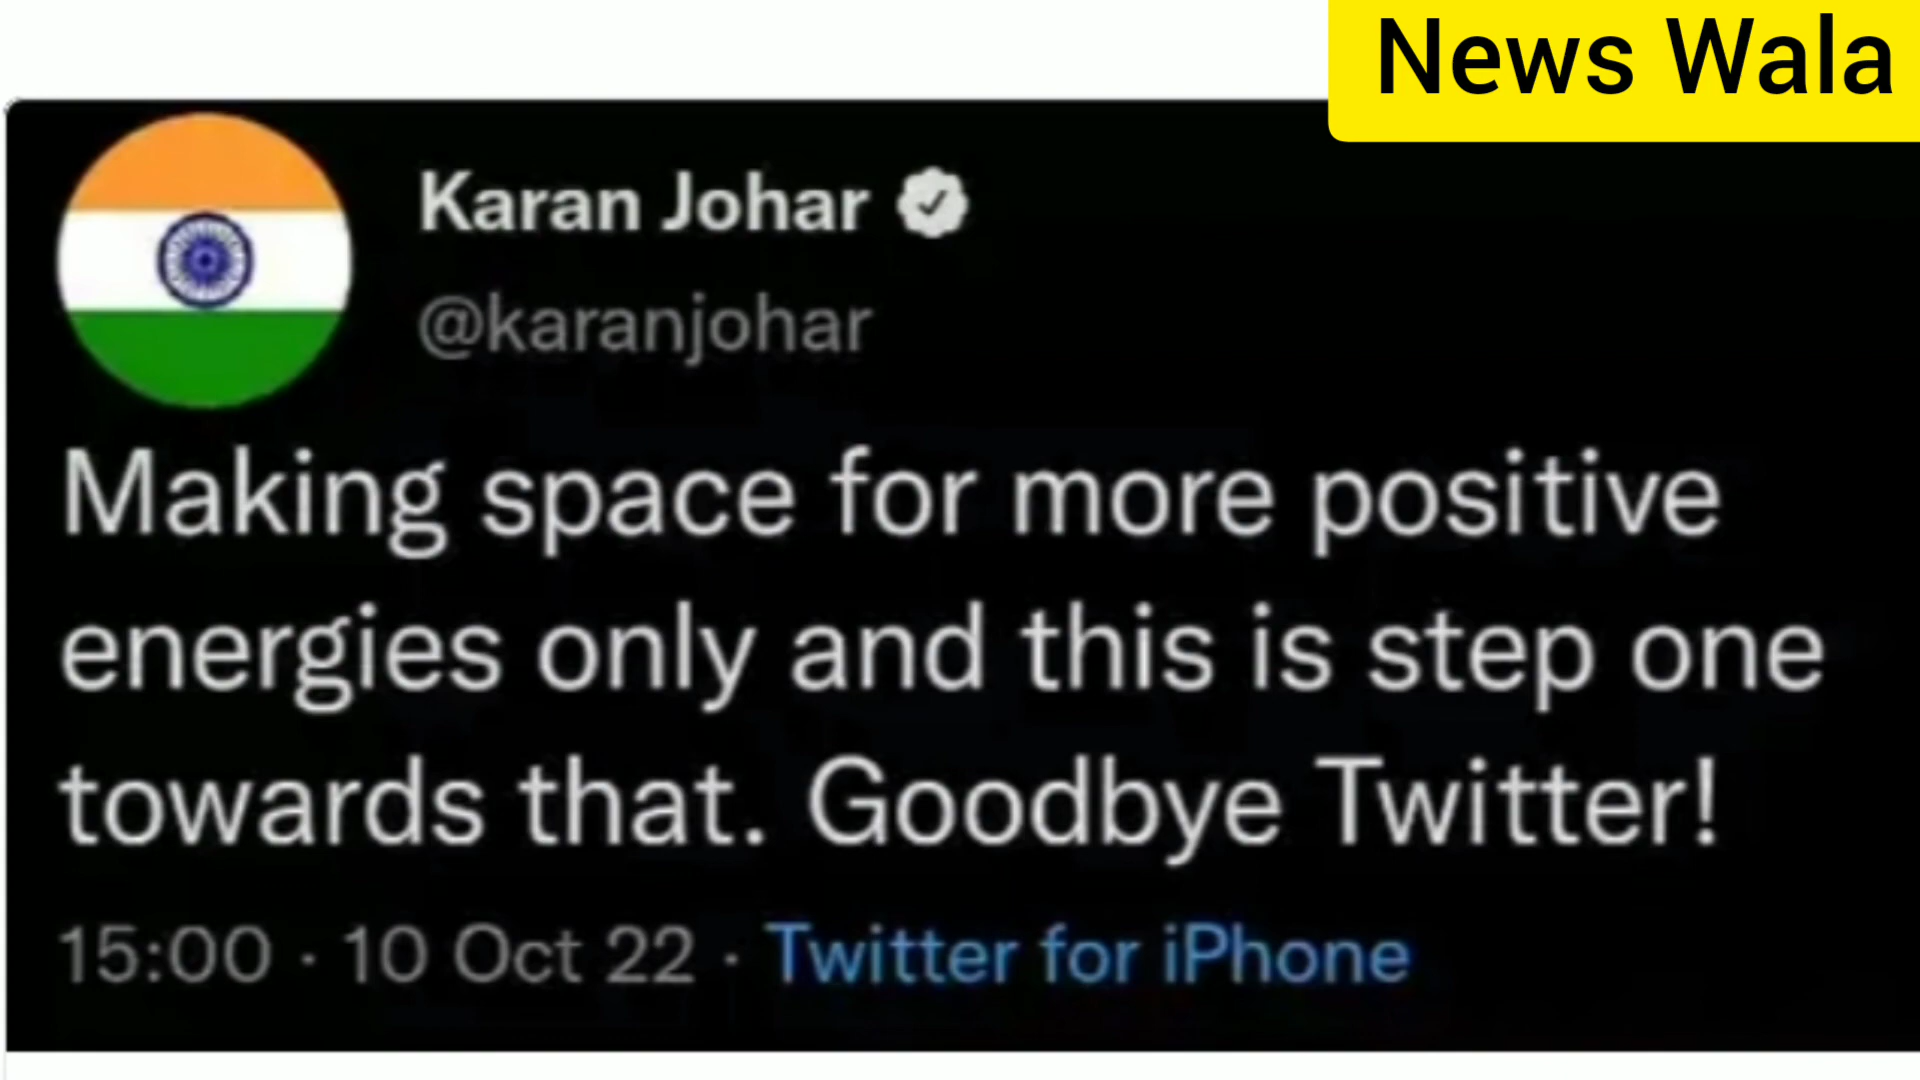 News Wala
Karan Johar
@karanjohar
Making space for more positive
energies only and this is step one
towards that. Goodbye Twitter!
15:00 · 10 Oct 22 · Twitter for iPhone